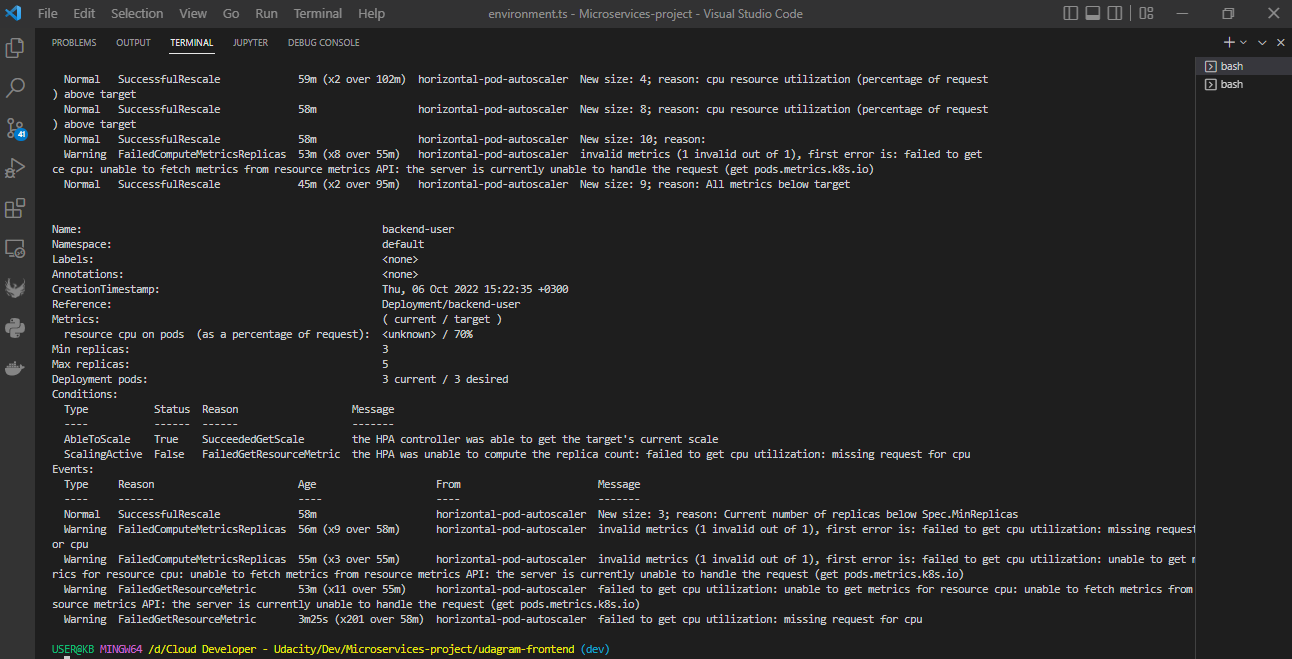 File Edit Selection View Go Run Terminal Help environment.ts - Microservices-project - Visual Studio Code
PROBLEMS OUTPUT TERMINAL JUPYTER DEBUG CONSOLE
bash
bash
41
Normal SuccessfulRescale 59m (x2 over 102m) horizontal-pod-autoscaler New size: 4; reason: cpu resource utilization (percentage of request
) above target
Normal SuccessfulRescale 58m horizontal-pod-autoscaler New size: 8; reason: cpu resource utilization (percentage of request
) above target
Normal SuccessfulRescale 58m horizontal-pod-autoscaler New size: 10; reason:
Warning FailedComputeMetricsReplicas 53m (x8 over 55m) horizontal-pod-autoscaler invalid metrics (1 invalid out of 1), first error is: failed to get
ce cpu: unable to fetch metrics from resource metrics API: the server is currently unable to handle the request (get pods.metrics.k8s.io)
Normal SuccessfulRescale 45m (x2 over 95m) horizontal-pod-autoscaler New size: 9; reason: All metrics below target
Name: backend-user
Namespace: default
Labels: <none>
Annotations: <none>
CreationTimestamp: Thu, 06 Oct 2022 15:22:35 +0300
Reference: Deployment/backend-user
Metrics: ( current / target )
resource cpu on pods (as a percentage of request): <unknown> / 70%
Min replicas: 3
Max replicas: 5
Deployment pods: 3 current / 3 desired
Conditions:
Type Status Reason Message
---- ------ ------ -------
AbleToScale True SucceededGetScale the HPA controller was able to get the target's current scale
ScalingActive False FailedGetResourceMetric the HPA was unable to compute the replica count: failed to get cpu utilization: missing request for cpu
Events:
Type Reason Age From Message
---- ------ ---- ---- -------
Normal SuccessfulRescale 58m horizontal-pod-autoscaler New size: 3; reason: Current number of replicas below Spec.MinReplicas
Warning FailedComputeMetricsReplicas 56m (x9 over 58m) horizontal-pod-autoscaler invalid metrics (1 invalid out of 1), first error is: failed to get cpu utilization: missing request
or cpu
Warning FailedComputeMetricsReplicas 55m (x3 over 55m) horizontal-pod-autoscaler invalid metrics (1 invalid out of 1), first error is: failed to get cpu utilization: unable to get m
rics for resource cpu: unable to fetch metrics from resource metrics API: the server is currently unable to handle the request (get pods.metrics.k8s.io)
Warning FailedGetResourceMetric 53m (x11 over 55m) horizontal-pod-autoscaler failed to get cpu utilization: unable to get metrics for resource cpu: unable to fetch metrics from
source metrics API: the server is currently unable to handle the request (get pods.metrics.k8s.io)
Warning FailedGetResourceMetric 3m25s (x201 over 58m) horizontal-pod-autoscaler failed to get cpu utilization: missing request for cpu
USER@KB MINGW64 /d/Cloud Developer - Udacity/Dev/Microservices-project/udagram-frontend (dev)